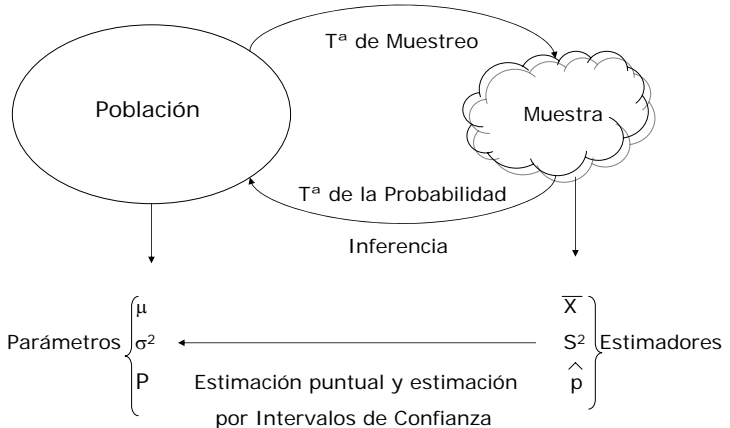 Tª de Muestreo
Población
Muestra
Tª de la Probabilidad
Inferencia
μ
X̅
Parámetros σ² S² Estimadores
P
p̂
Estimación puntual y estimación
por Intervalos de Confianza